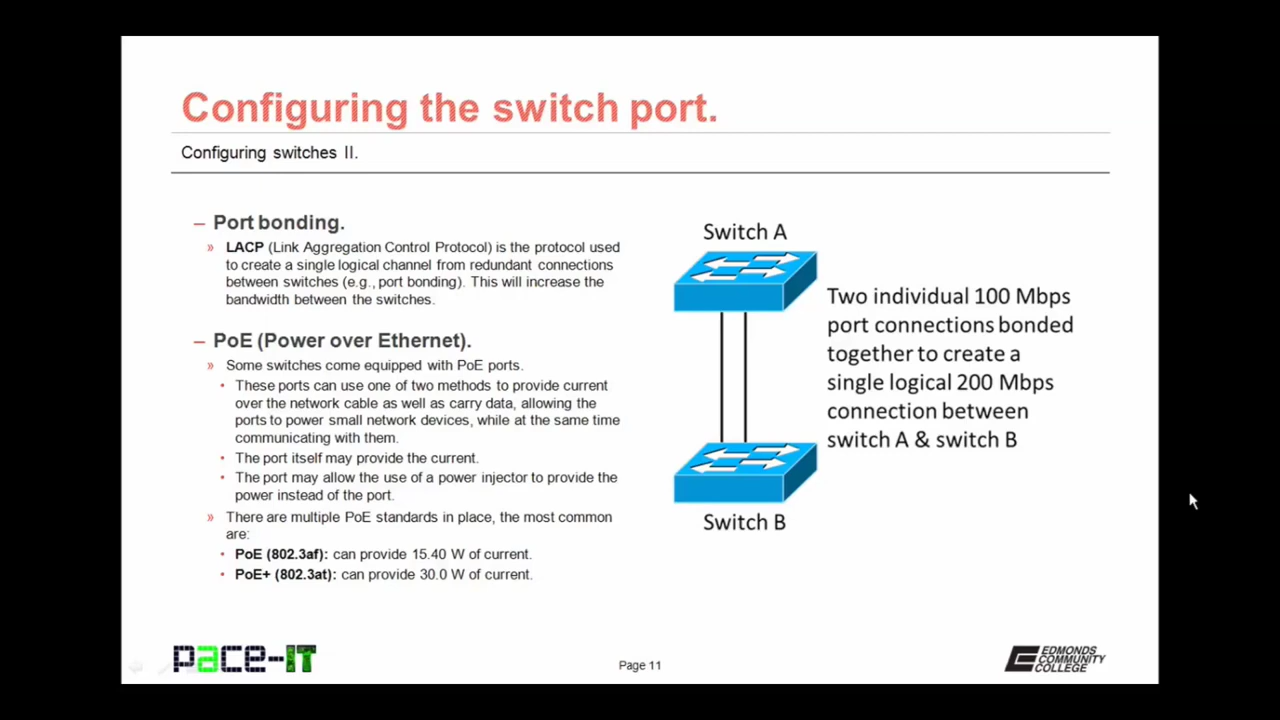 Configuring the switch port.
Configuring switches II.
– Port bonding.
» LACP (Link Aggregation Control Protocol) is the protocol used
to create a single logical channel from redundant connections
between switches (e.g., port bonding). This will increase the
bandwidth between the switches.
– PoE (Power over Ethernet).
» Some switches come equipped with PoE ports.
• These ports can use one of two methods to provide current
over the network cable as well as carry data, allowing the
ports to power small network devices, while at the same time
communicating with them.
• The port itself may provide the current.
• The port may allow the use of a power injector to provide the
power instead of the port.
» There are multiple PoE standards in place, the most common
are:
• PoE (802.3af): can provide 15.40 W of current.
• PoE+ (802.3at): can provide 30.0 W of current.
Switch A
Two individual 100 Mbps
port connections bonded
together to create a
single logical 200 Mbps
connection between
switch A & switch B
Switch B
pace-IT
Page 11
EDMONDS
COMMUNITY
COLLEGE